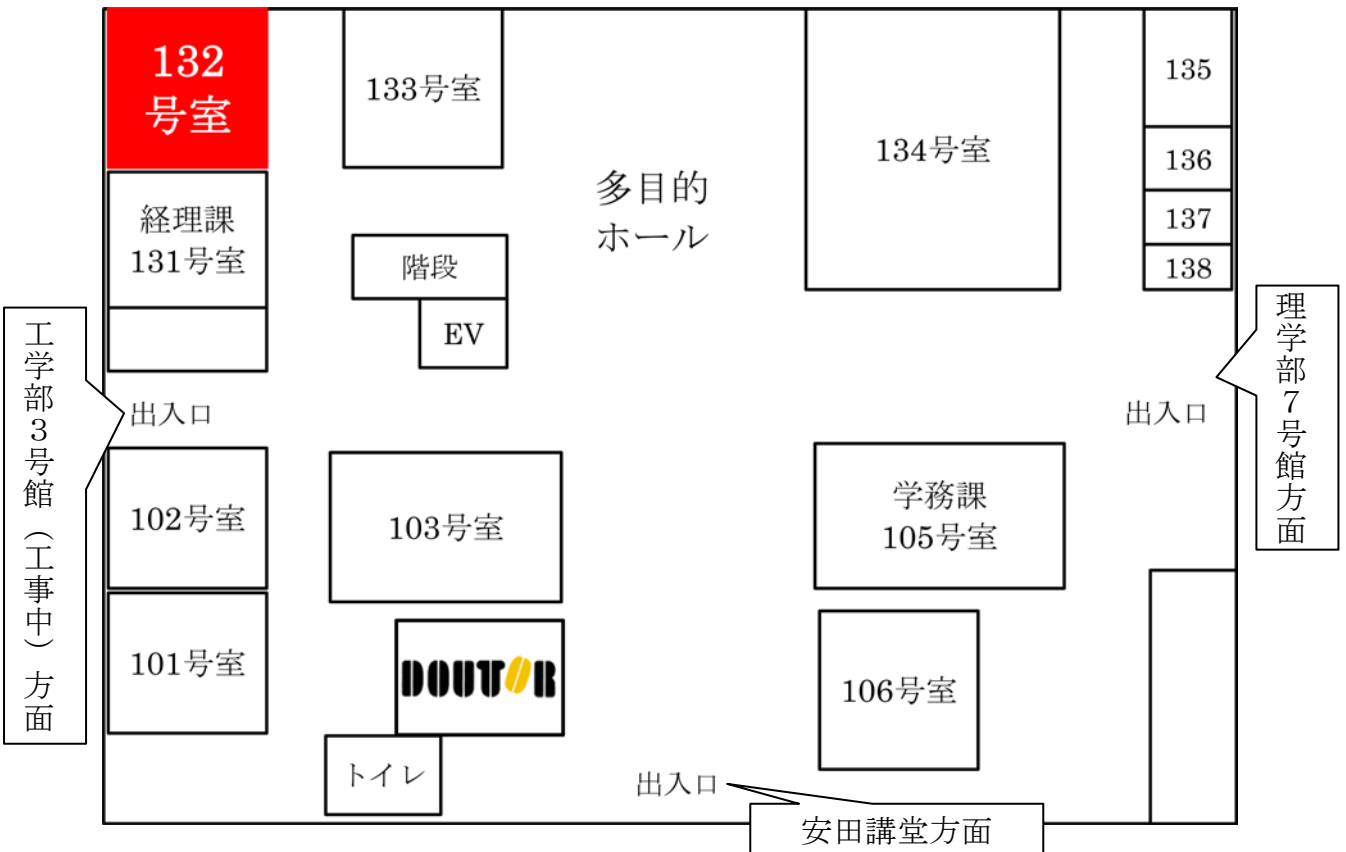 132
号室
133号室
134号室
135
136
137
138
経理課
131号室
階段
EV
多目的
ホール
工学部３号館（工事中）方面
出入口
出入口
理学部７号館方面
102号室
103号室
学務課
105号室
101号室
DOUTOR
106号室
トイレ
出入口
安田講堂方面